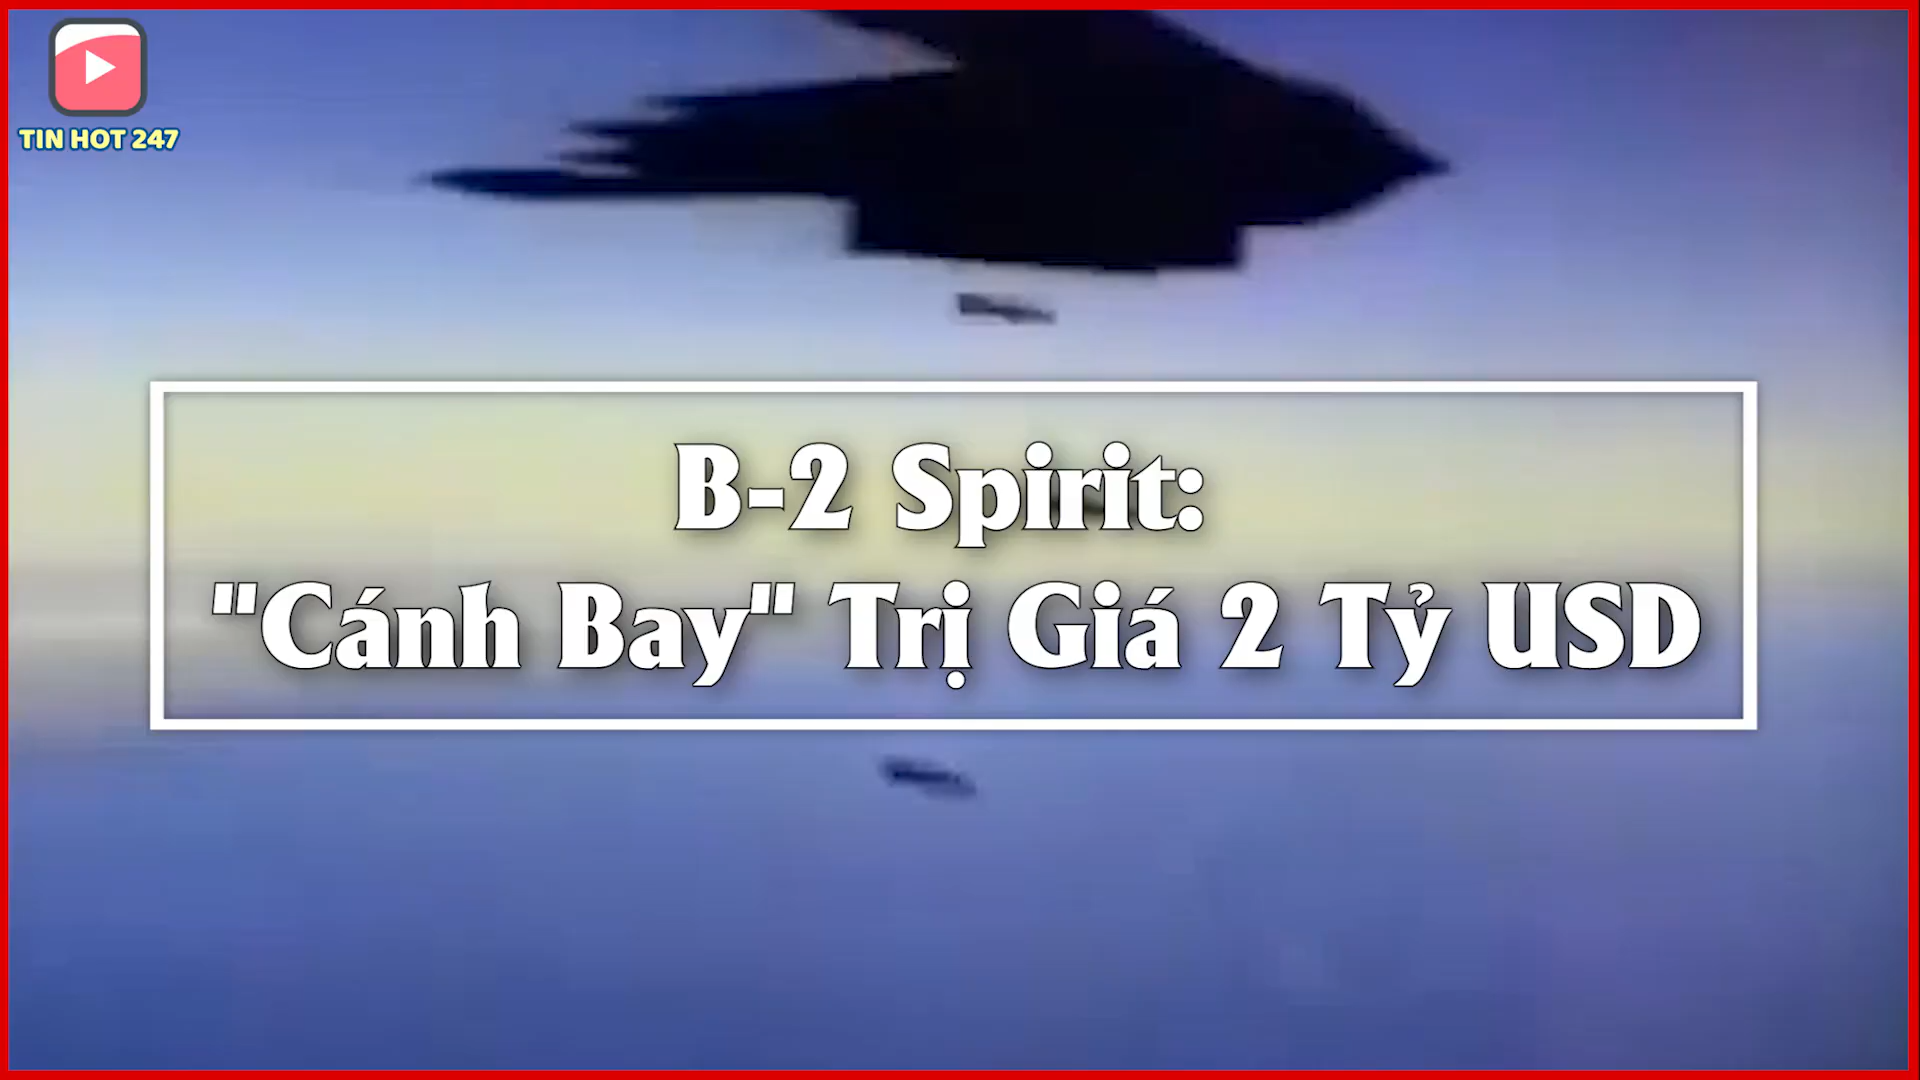 TIN HOT 247
B-2 Spirit:
"Cánh Bay" Trị Giá 2 Tỷ USD